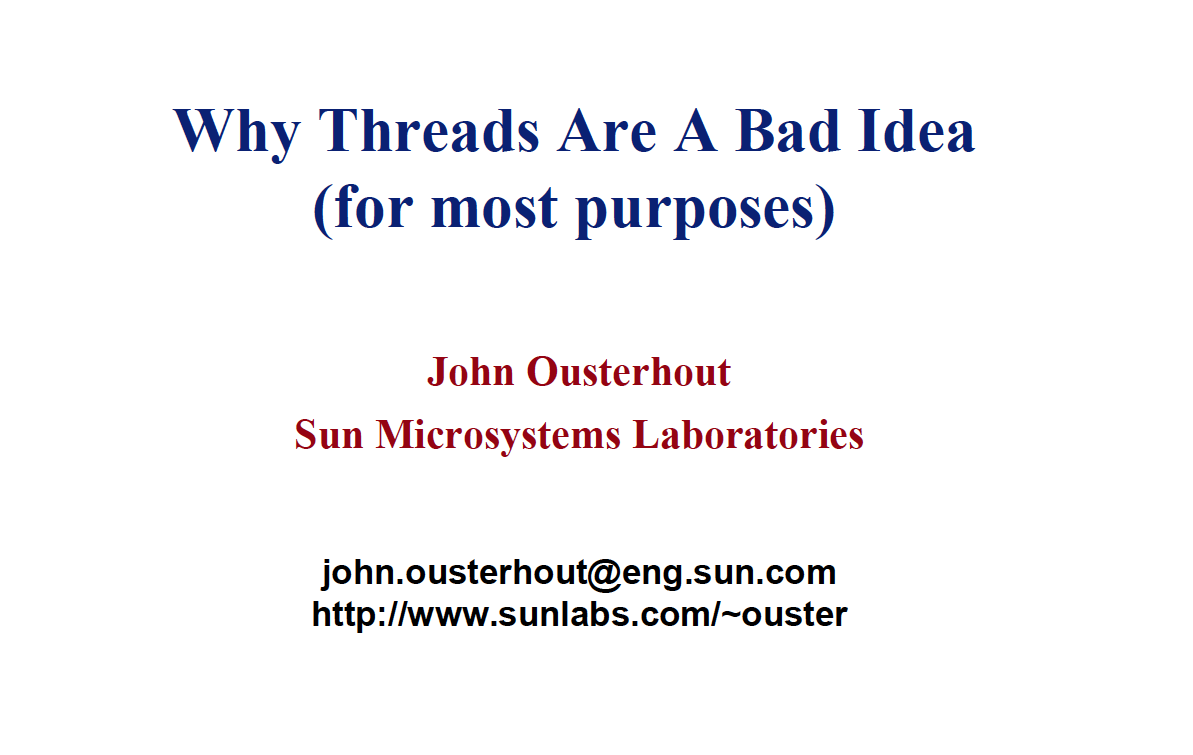 Why Threads Are A Bad Idea
(for most purposes)
John Ousterhout
Sun Microsystems Laboratories
john.ousterhout@eng.sun.com
http://www.sunlabs.com/~ouster